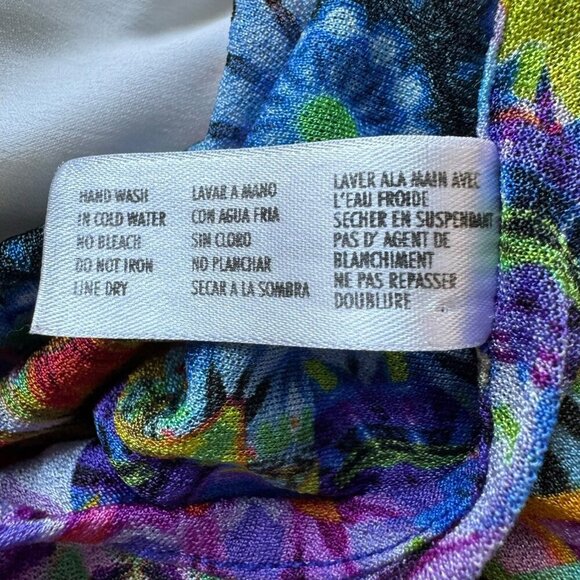 HAND WASH
IN COLD WATER
NO BLEACH
DO NOT IRON
LINE DRY
LAVAR A MANO
CON AGUA FRIA
SIN CLORO
NO PLANCHAR
SECAR A LA SOMBRA
LAVER ALA MAIN AVEC
L'EAU FROIDE
SECHER EN SUSPENDANT
PAS D' AGENT DE
BLANCHIMENT
NE PAS REPASSER
DOUBLURE